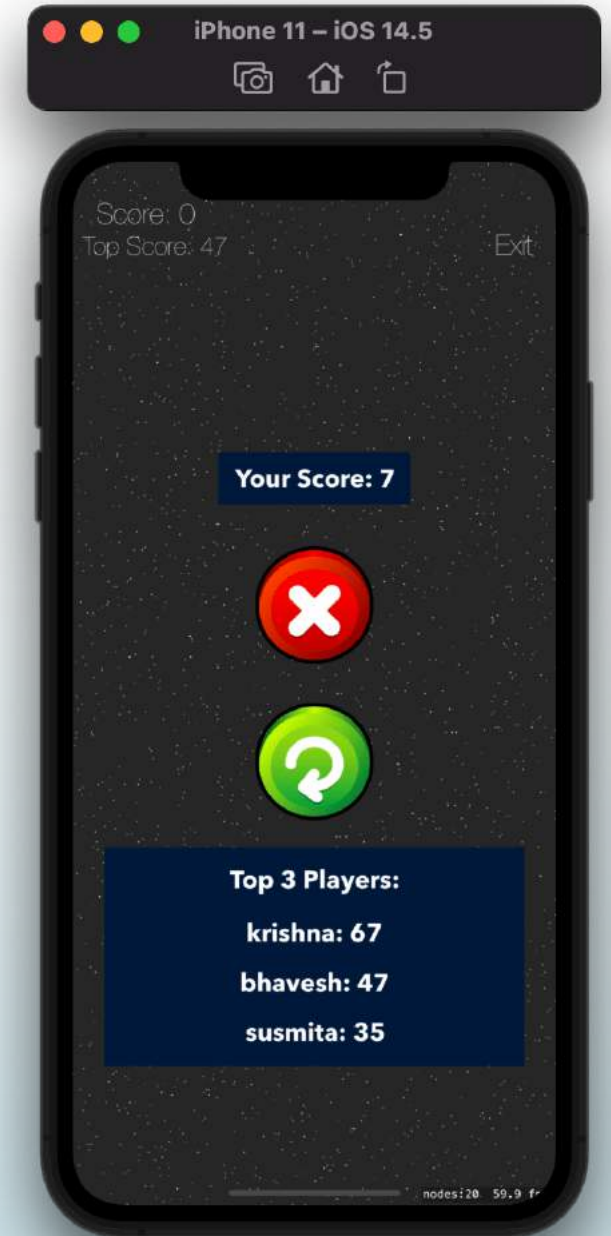 iPhone 11 – iOS 14.5
Score: 0
Top Score: 47
Exit
Your Score: 7
Top 3 Players:
krishna: 67
bhavesh: 47
susmita: 35
nodes:20 59.9